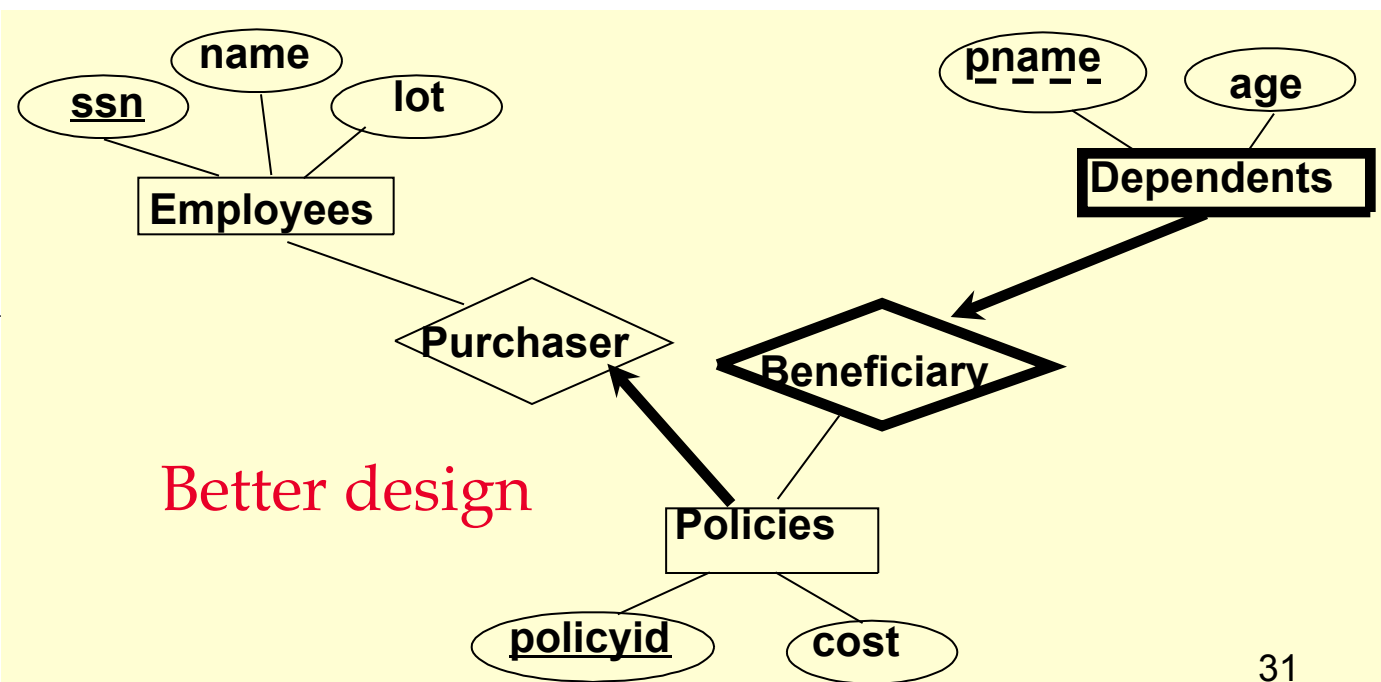 name
pname
ssn
lot
age
Employees
Dependents
Purchaser
Beneficiary
Better design
Policies
policyid
cost
31